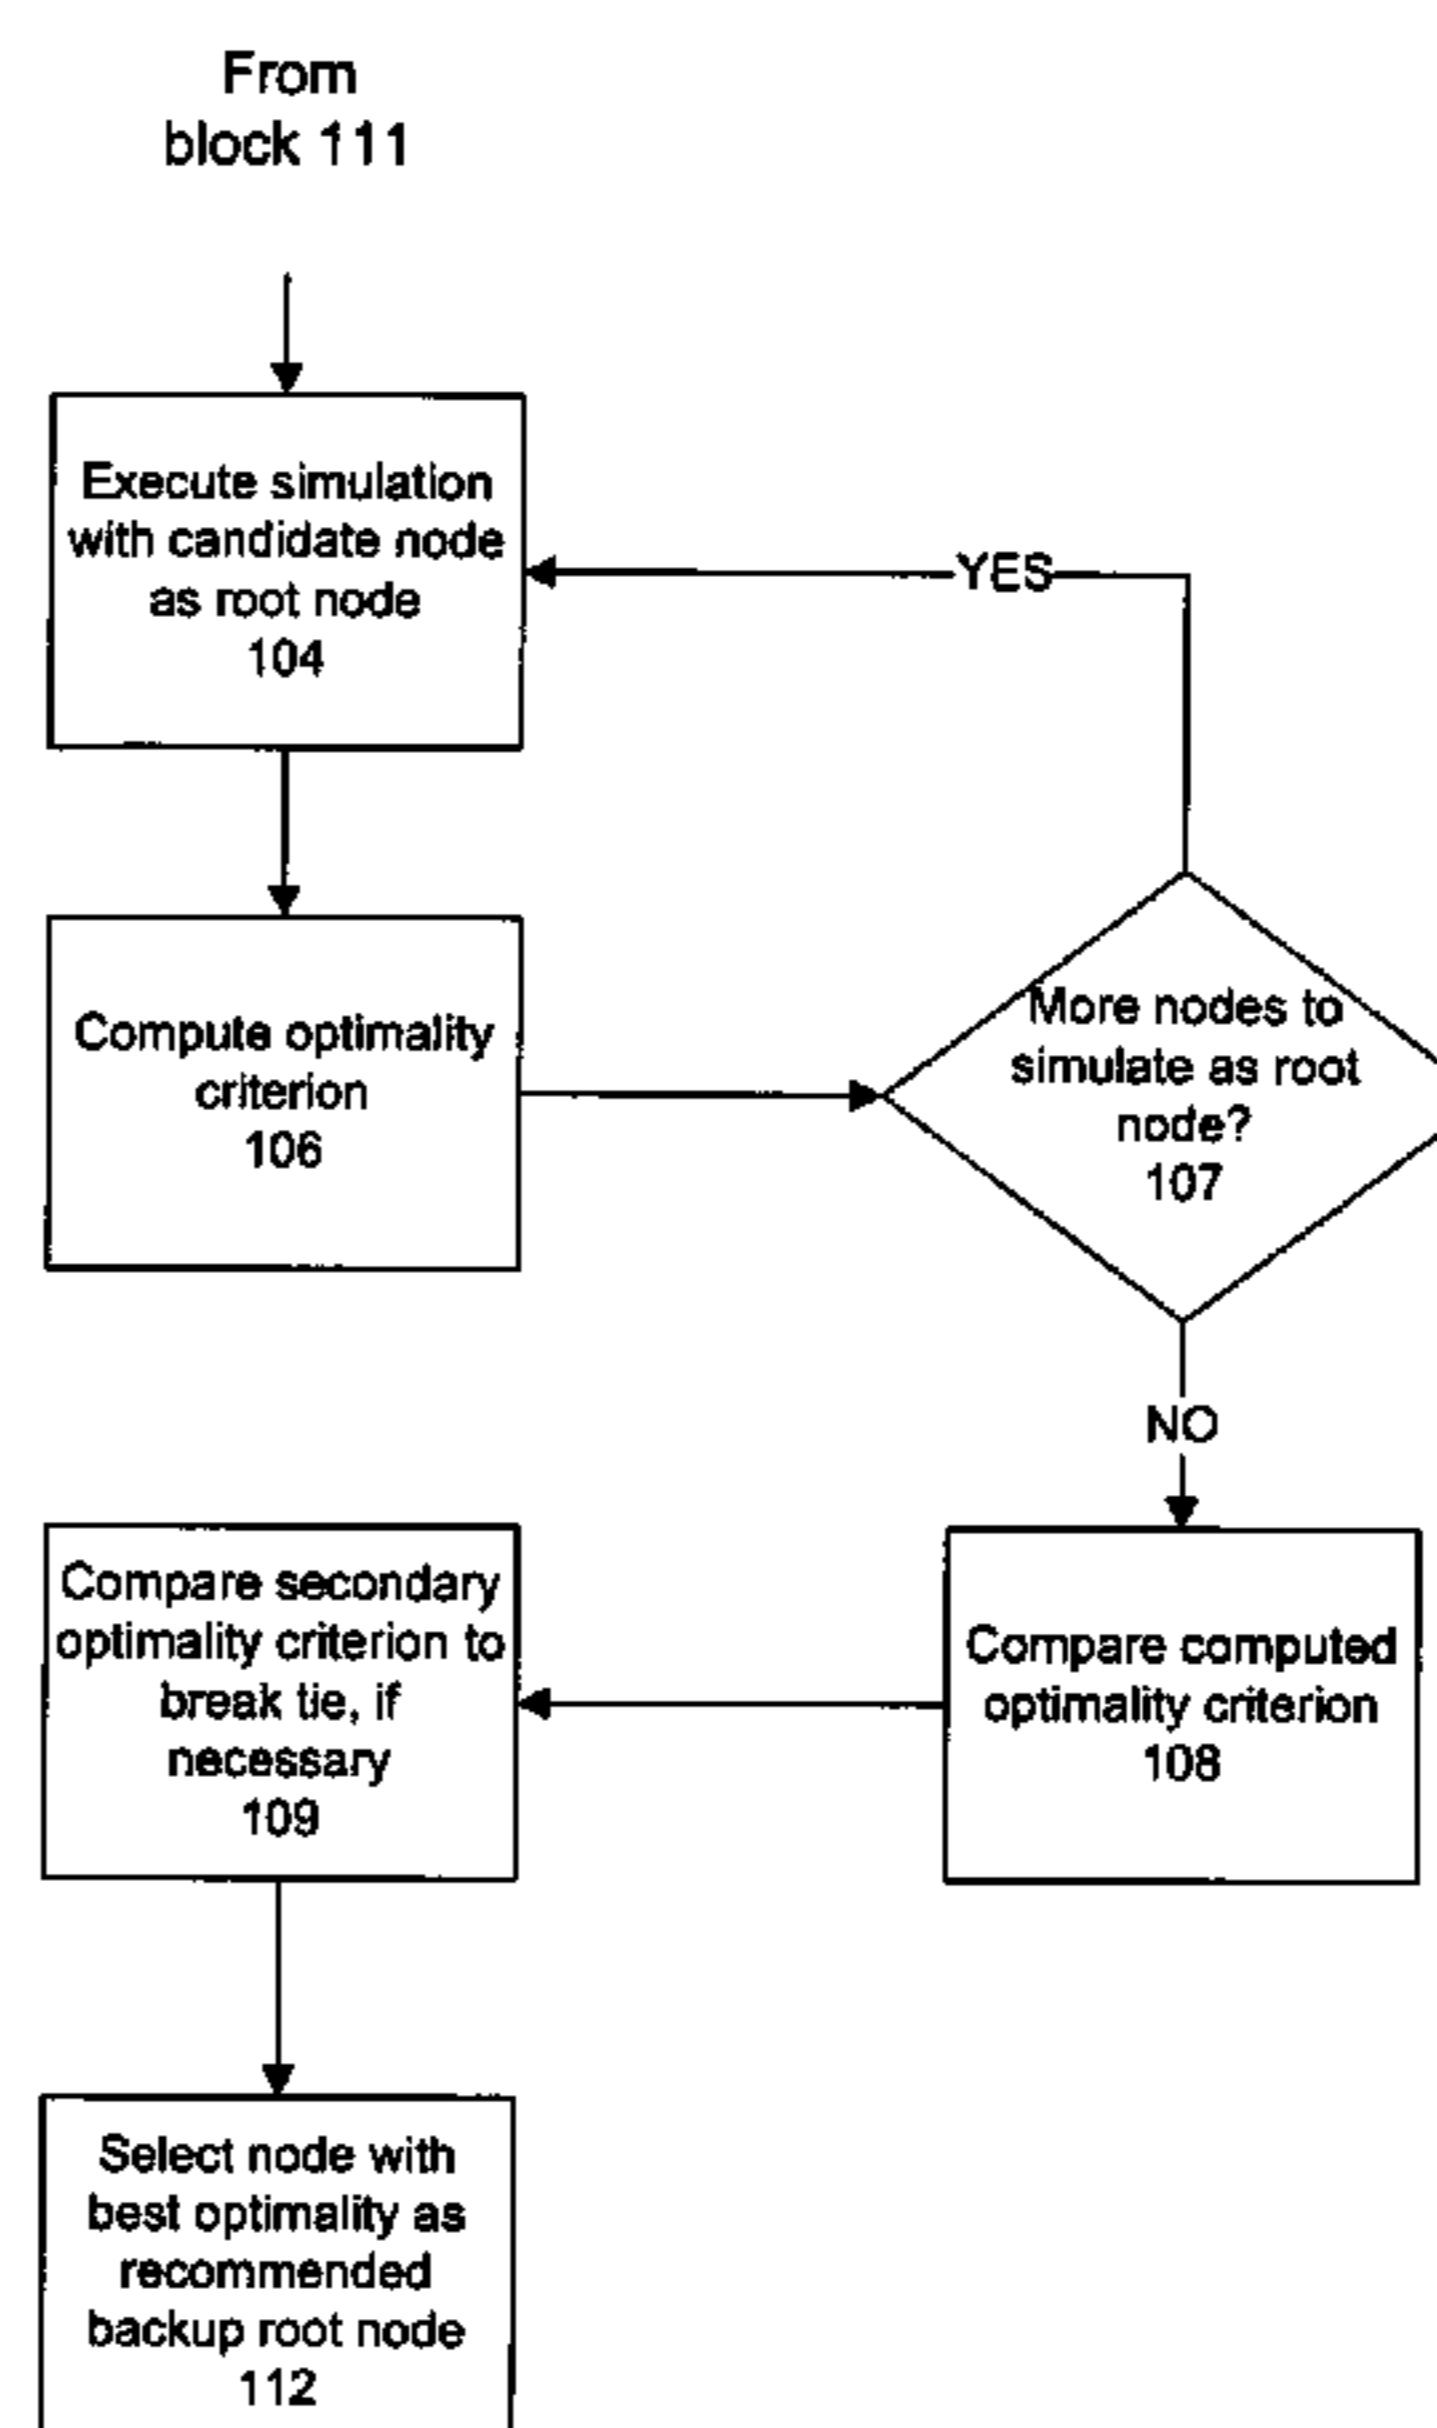 From
block 111
Execute simulation
with candidate node
as root node
104
YES
Compute optimality
criterion
106
More nodes to
simulate as root
node?
107
NO
Compare computed
optimality criterion
108
Compare secondary
optimality criterion to
break tie, if
necessary
109
Select node with
best optimality as
recommended
backup root node
112